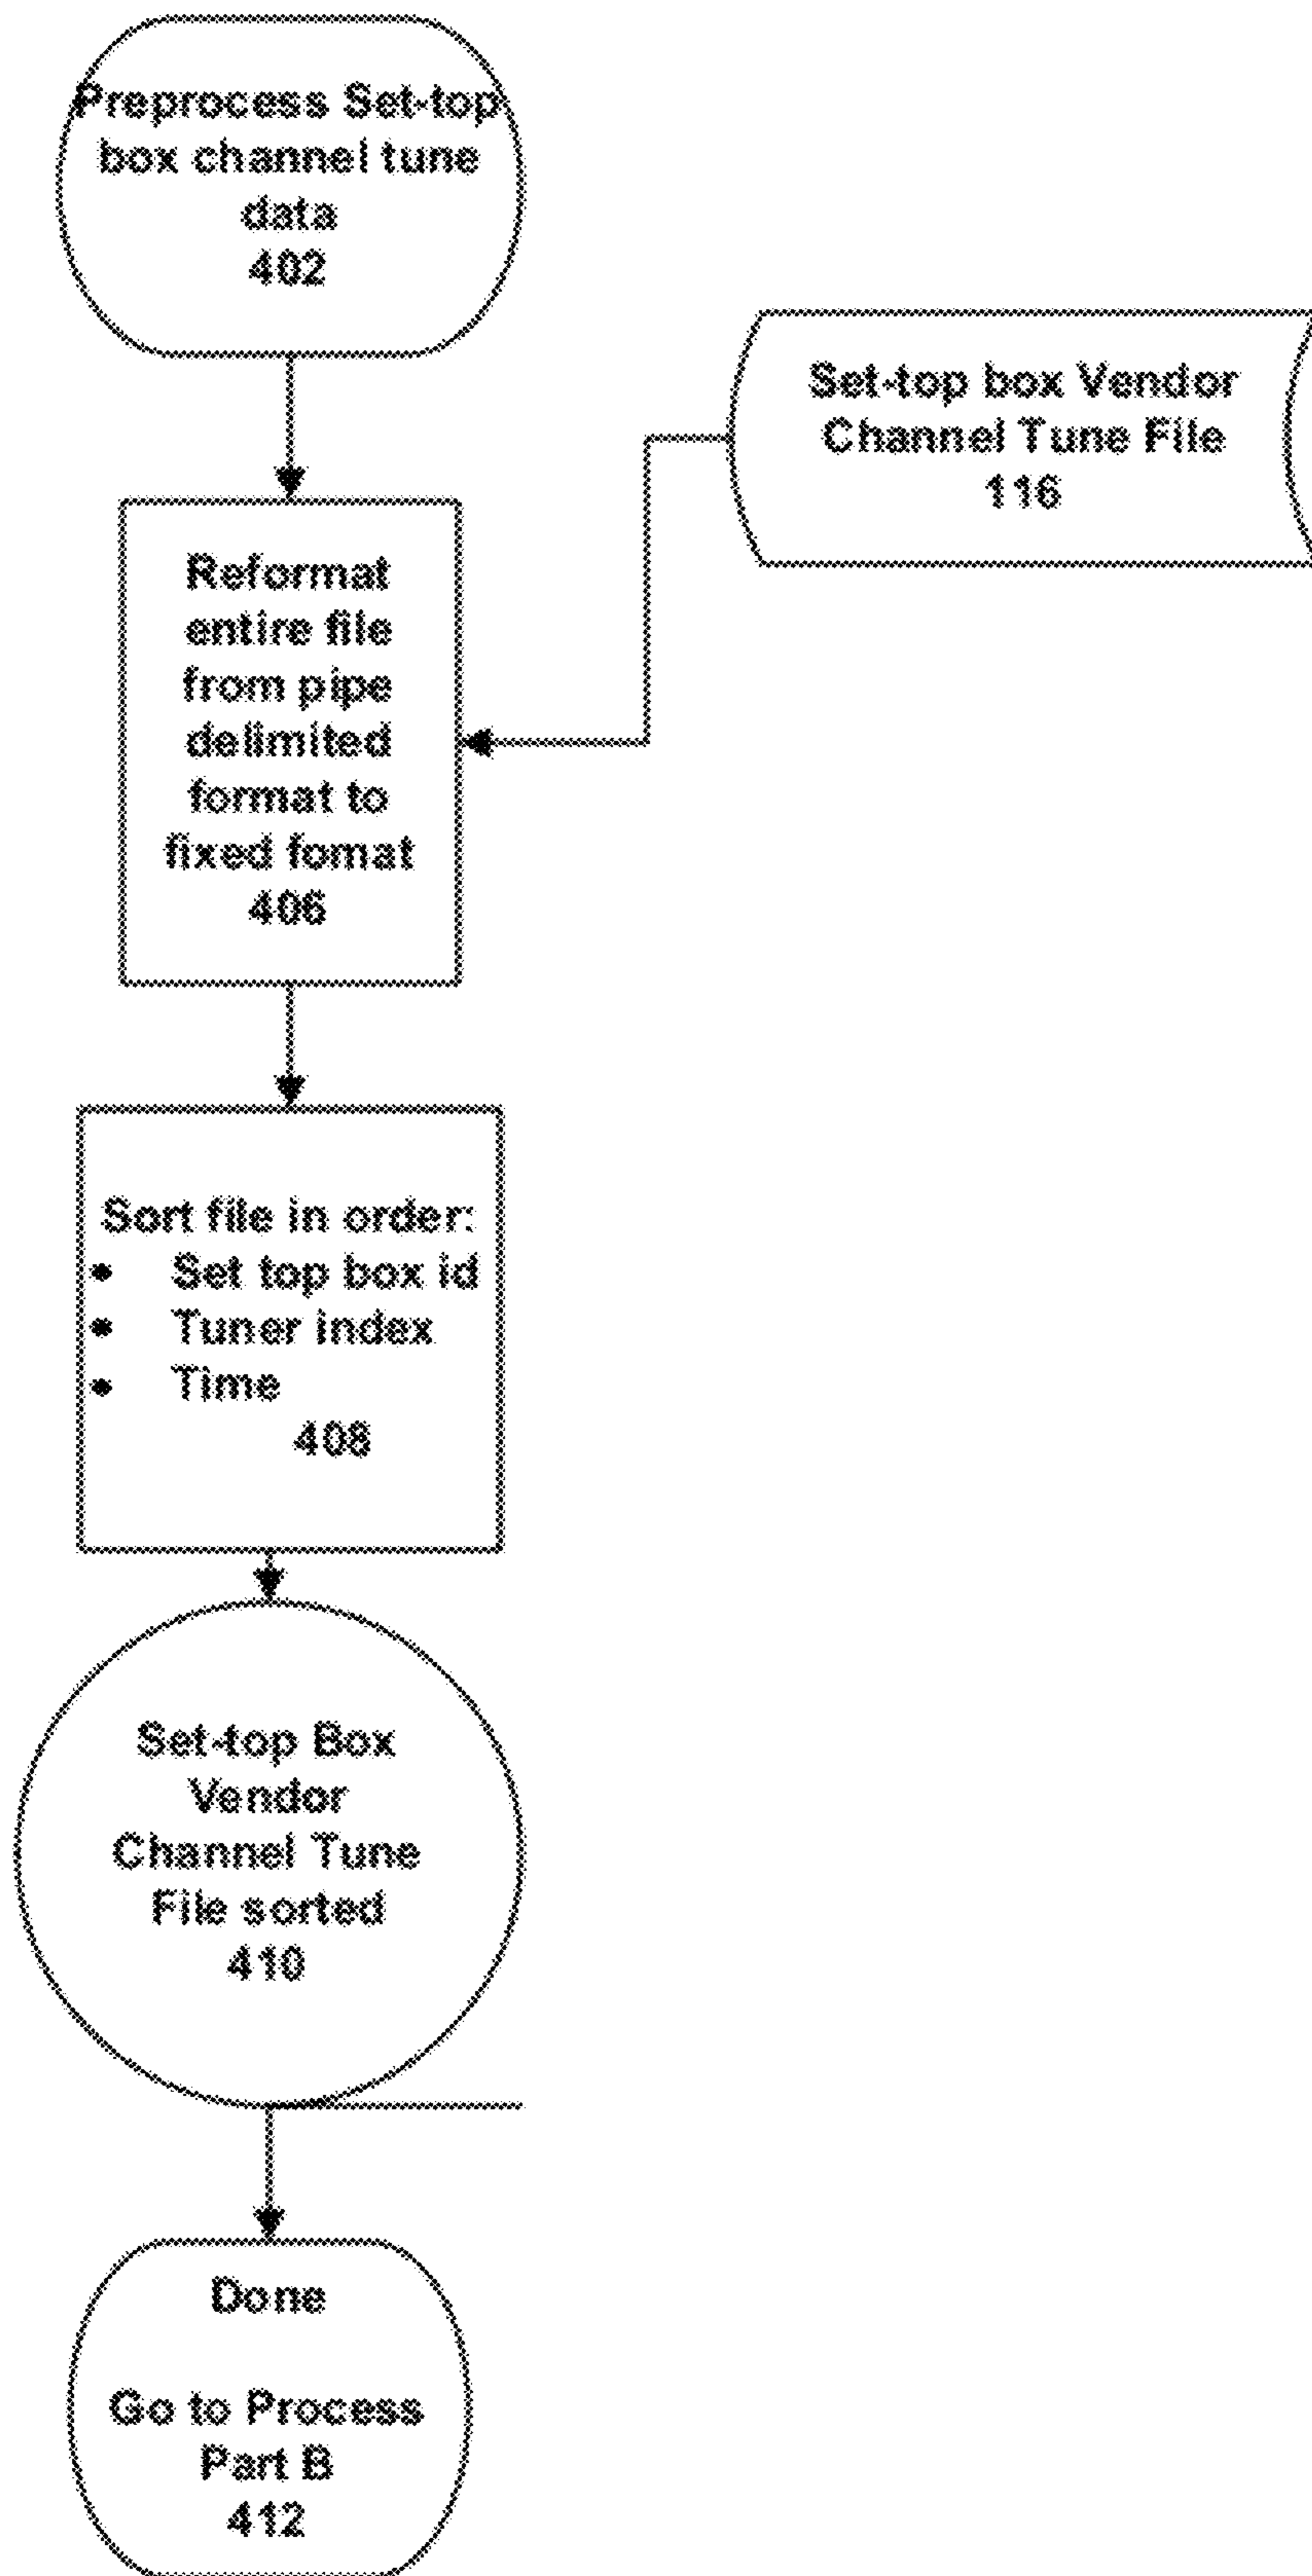 Preprocess Set-top
box channel tune
data
402
Set-top box Vendor
Channel Tune File
116
Reformat
entire file
from pipe
delimited
format to
fixed fomat
406
Sort file in order:
• Set top box id
• Tuner index
• Time
408
Set-top Box
Vendor
Channel Tune
File sorted
410
Done
Go to Process
Part B
412